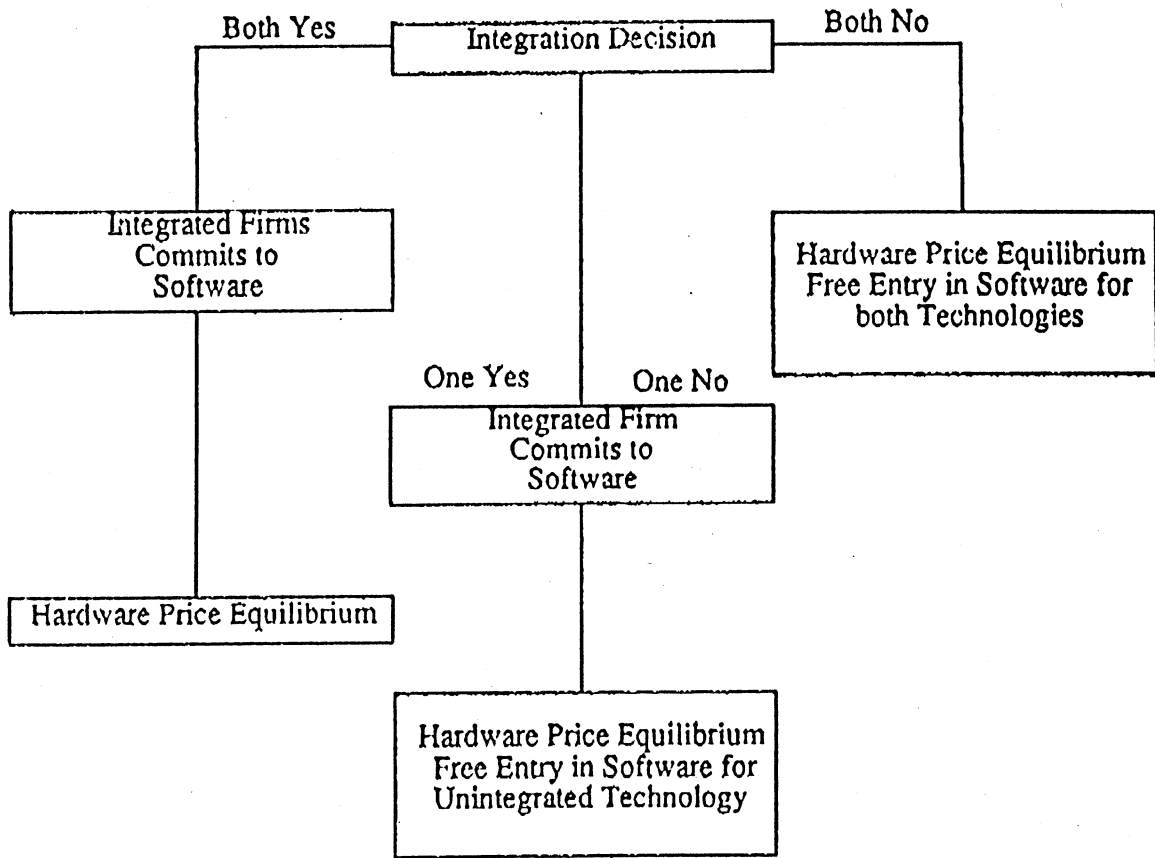 Both Yes
Integration Decision
Both No
Integrated Firms
Commits to
Software
Hardware Price Equilibrium
Free Entry in Software for
both Technologies
One Yes
One No
Integrated Firm
Commits to
Software
Hardware Price Equilibrium
Hardware Price Equilibrium
Free Entry in Software for
Unintegrated Technology